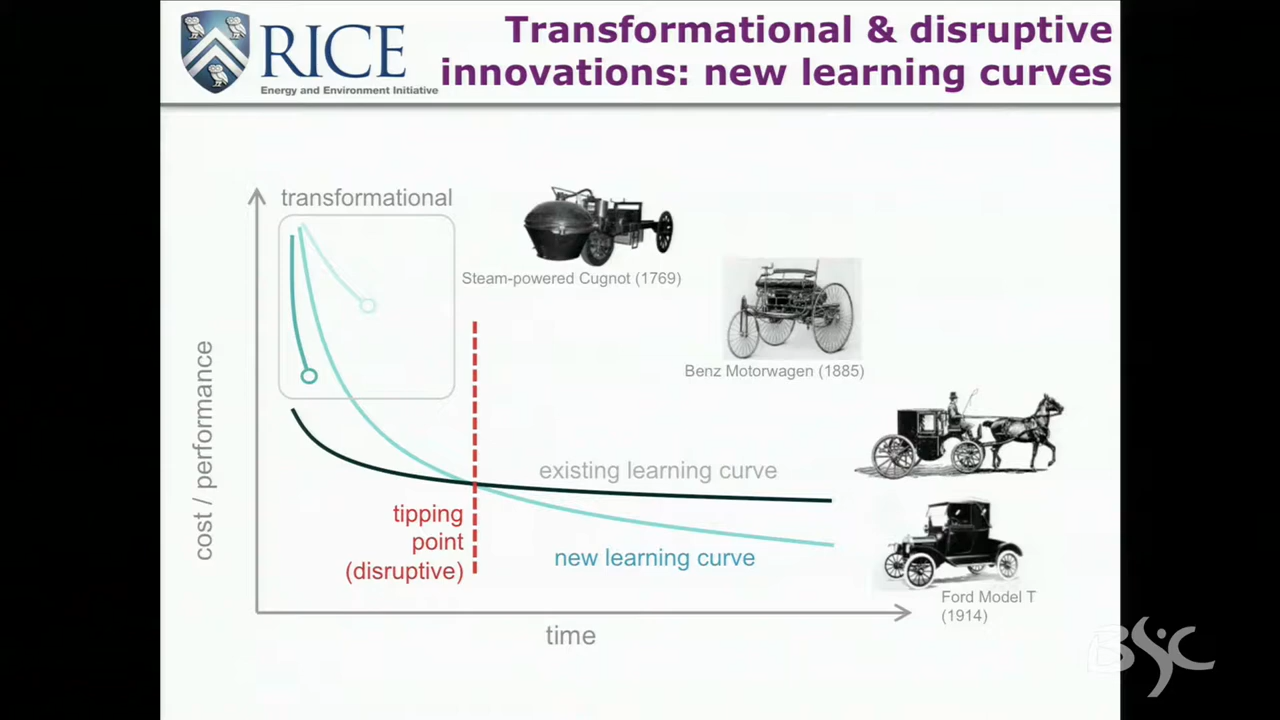 RICE
Energy and Environment Initiative
Transformational & disruptive
innovations: new learning curves
transformational
Steam-powered Cugnot (1769)
Benz Motorwagen (1885)
cost / performance
existing learning curve
tipping
point
(disruptive)
new learning curve
Ford Model T
(1914)
time
BSC